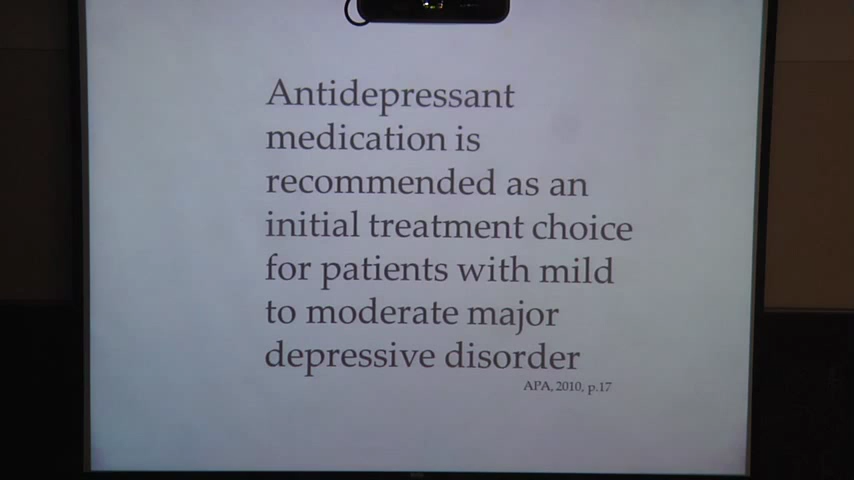 Antidepressant
medication is
recommended as an
initial treatment choice
for patients with mild
to moderate major
depressive disorder
APA, 2010, p.17